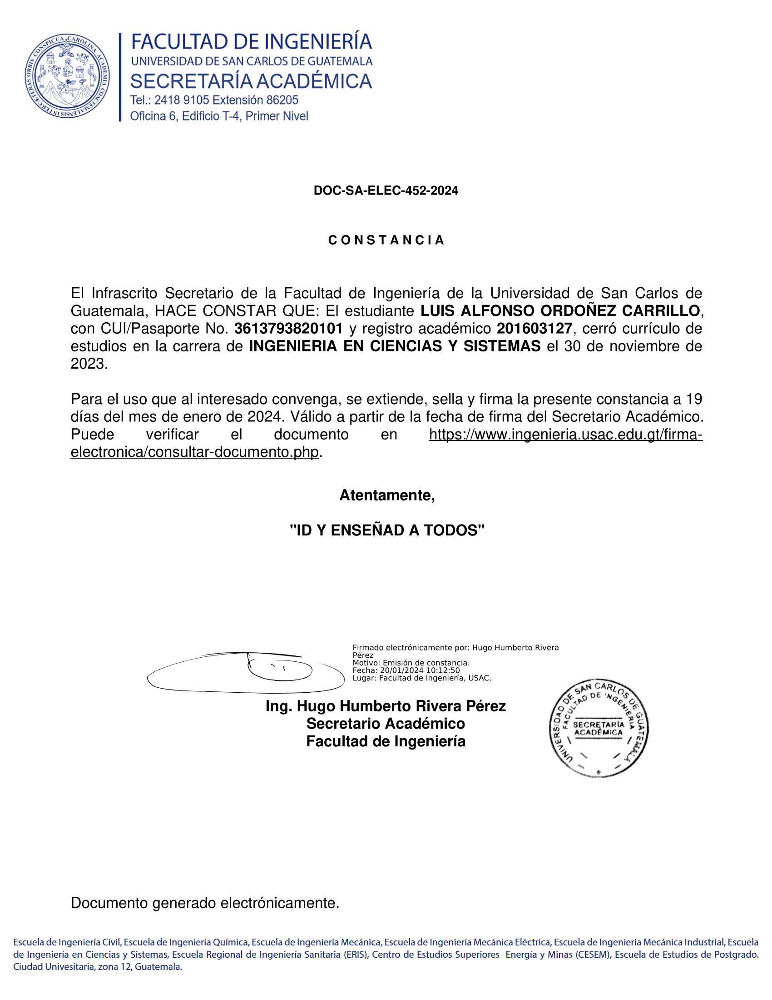 ORBIS CONSPICUA CAROLINA ACADEMIA COACTEMALENSIS INTER CÆTERAS
FACULTAD DE INGENIERÍA
UNIVERSIDAD DE SAN CARLOS DE GUATEMALA
SECRETARÍA ACADÉMICA
Tel.: 2418 9105 Extensión 86205
Oficina 6, Edificio T-4, Primer Nivel
DOC-SA-ELEC-452-2024
C O N S T A N C I A
El Infrascrito Secretario de la Facultad de Ingeniería de la Universidad de San Carlos de
Guatemala, HACE CONSTAR QUE: El estudiante LUIS ALFONSO ORDOÑEZ CARRILLO,
con CUI/Pasaporte No. 3613793820101 y registro académico 201603127, cerró currículo de
estudios en la carrera de INGENIERIA EN CIENCIAS Y SISTEMAS el 30 de noviembre de
2023.
Para el uso que al interesado convenga, se extiende, sella y firma la presente constancia a 19
días del mes de enero de 2024. Válido a partir de la fecha de firma del Secretario Académico.
Puede verificar el documento en https://www.ingenieria.usac.edu.gt/firma-
electronica/consultar-documento.php.
Atentamente,
"ID Y ENSEÑAD A TODOS"
Firmado electrónicamente por: Hugo Humberto Rivera
Pérez
Motivo: Emisión de constancia.
Fecha: 20/01/2024 10:12:50
Lugar: Facultad de Ingeniería, USAC.
Ing. Hugo Humberto Rivera Pérez
Secretario Académico
Facultad de Ingeniería
UNIVERSIDAD DE SAN CARLOS DE GUATEMALA
FACULTAD DE INGENIERIA
SECRETARÍA
ACADÉMICA
Documento generado electrónicamente.
Escuela de Ingeniería Civil, Escuela de Ingeniería Química, Escuela de Ingeniería Mecánica, Escuela de Ingeniería Mecánica Eléctrica, Escuela de Ingeniería Mecánica Industrial, Escuela
de Ingeniería en Ciencias y Sistemas, Escuela Regional de Ingeniería Sanitaria (ERIS), Centro de Estudios Superiores Energía y Minas (CESEM), Escuela de Estudios de Postgrado.
Ciudad Univesitaria, zona 12, Guatemala.